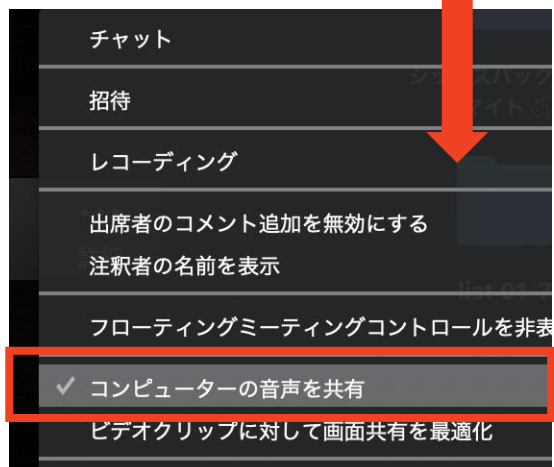 チャット
招待
レコーディング
出席者のコメント追加を無効にする
注釈者の名前を表示
フローティングミーティングコントロールを非表
✓ コンピューターの音声を共有
ビデオクリップに対して画面共有を最適化